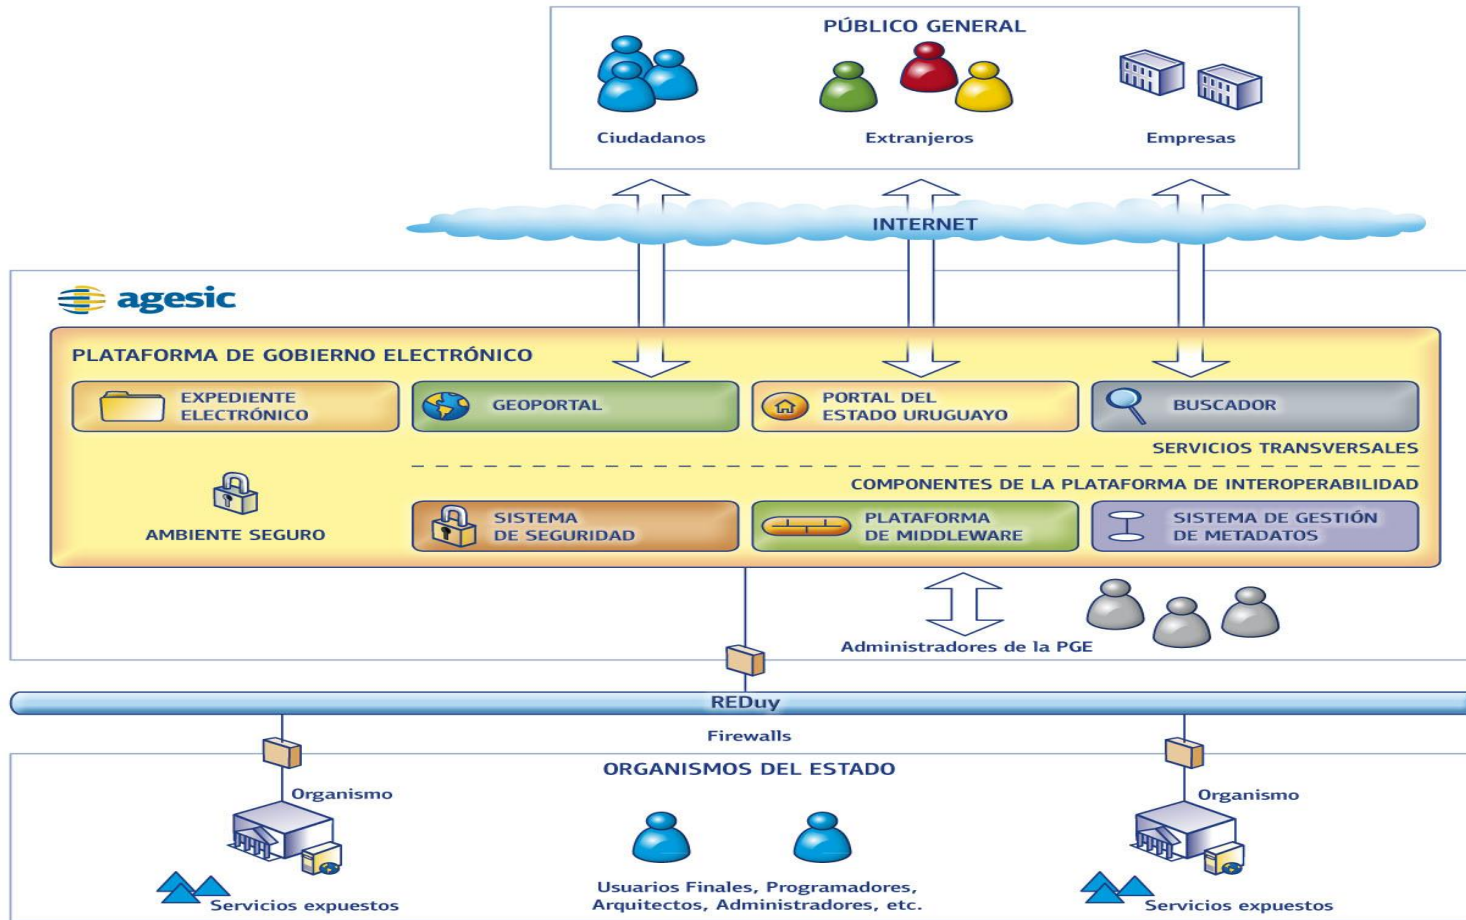 PÚBLICO GENERAL
Ciudadanos
Extranjeros
Empresas
INTERNET
agesic
PLATAFORMA DE GOBIERNO ELECTRÓNICO
EXPEDIENTE
ELECTRÓNICO
GEOPORTAL
PORTAL DEL
ESTADO URUGUAYO
BUSCADOR
SERVICIOS TRANSVERSALES
COMPONENTES DE LA PLATAFORMA DE INTEROPERABILIDAD
AMBIENTE SEGURO
SISTEMA
DE SEGURIDAD
PLATAFORMA
DE MIDDLEWARE
SISTEMA DE GESTIÓN
DE METADATOS
Administradores de la PGE
REDuy
Firewalls
ORGANISMOS DEL ESTADO
Organismo
Organismo
Servicios expuestos
Usuarios Finales, Programadores,
Arquitectos, Administradores, etc.
Servicios expuestos